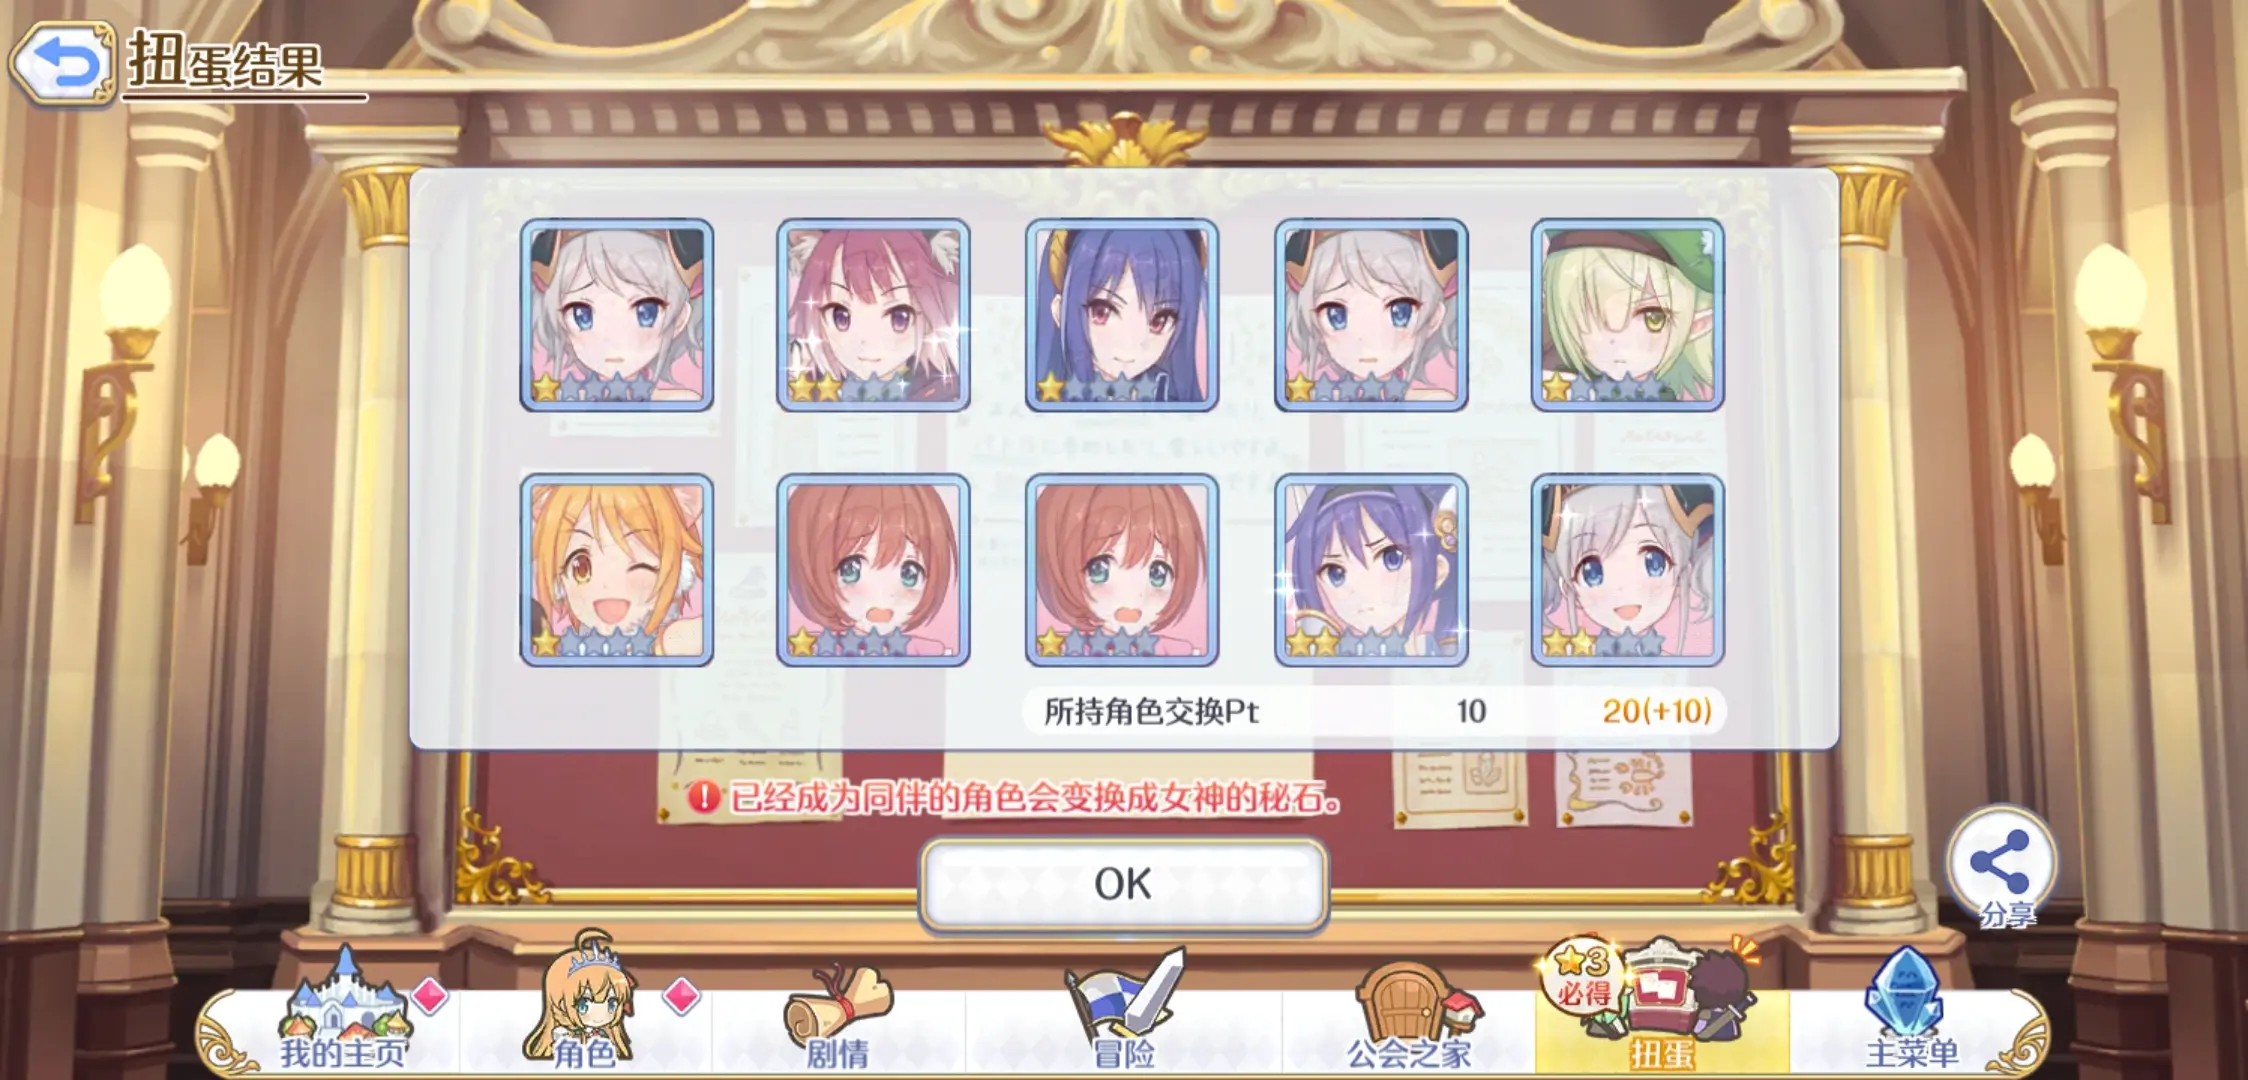 扭蛋结果
所持角色交换Pt 10 20(+10)
! 已经成为同伴的角色会变换成女神的秘石。
OK
分享
★3
必得
我的主页 角色 剧情 冒险 公会之家 扭蛋 主菜单